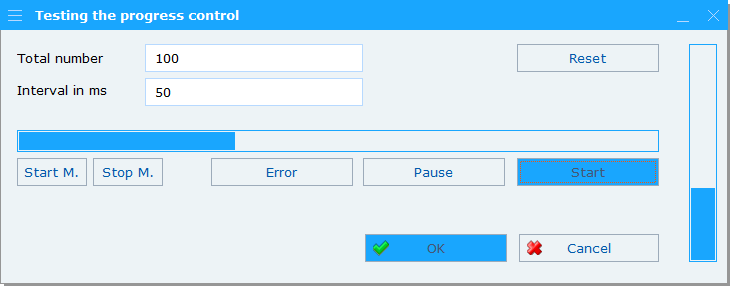 Testing the progress control
Total number 100 Reset
Interval in ms 50
Start M. Stop M. Error Pause Start
OK Cancel